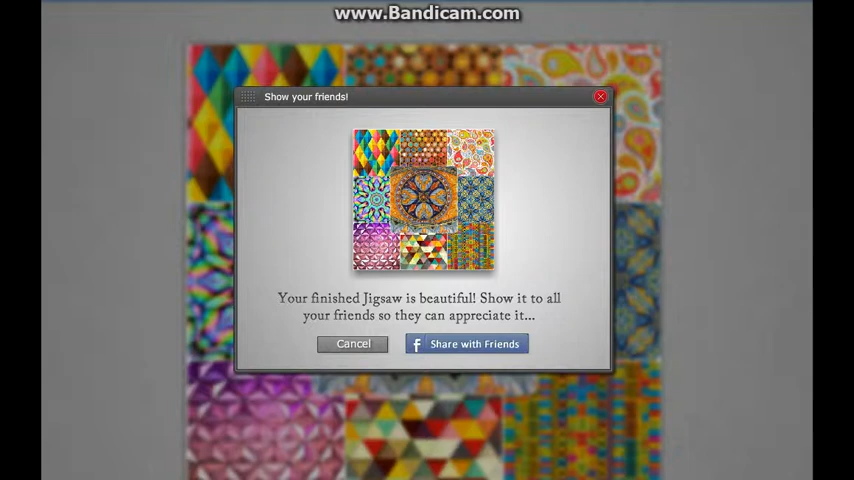 www.Bandicam.com
Show your friends!
Your finished Jigsaw is beautiful! Show it to all
your friends so they can appreciate it...
Cancel
f Share with Friends